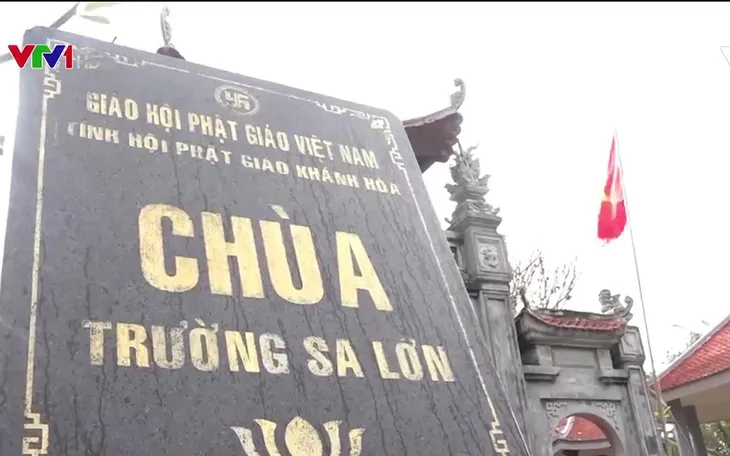 VTV1
GIÁO HỘI PHẬT GIÁO VIỆT NAM
TỈNH HỘI PHẬT GIÁO KHÁNH HÒA
CHÙA
TRƯỜNG SA LỚN